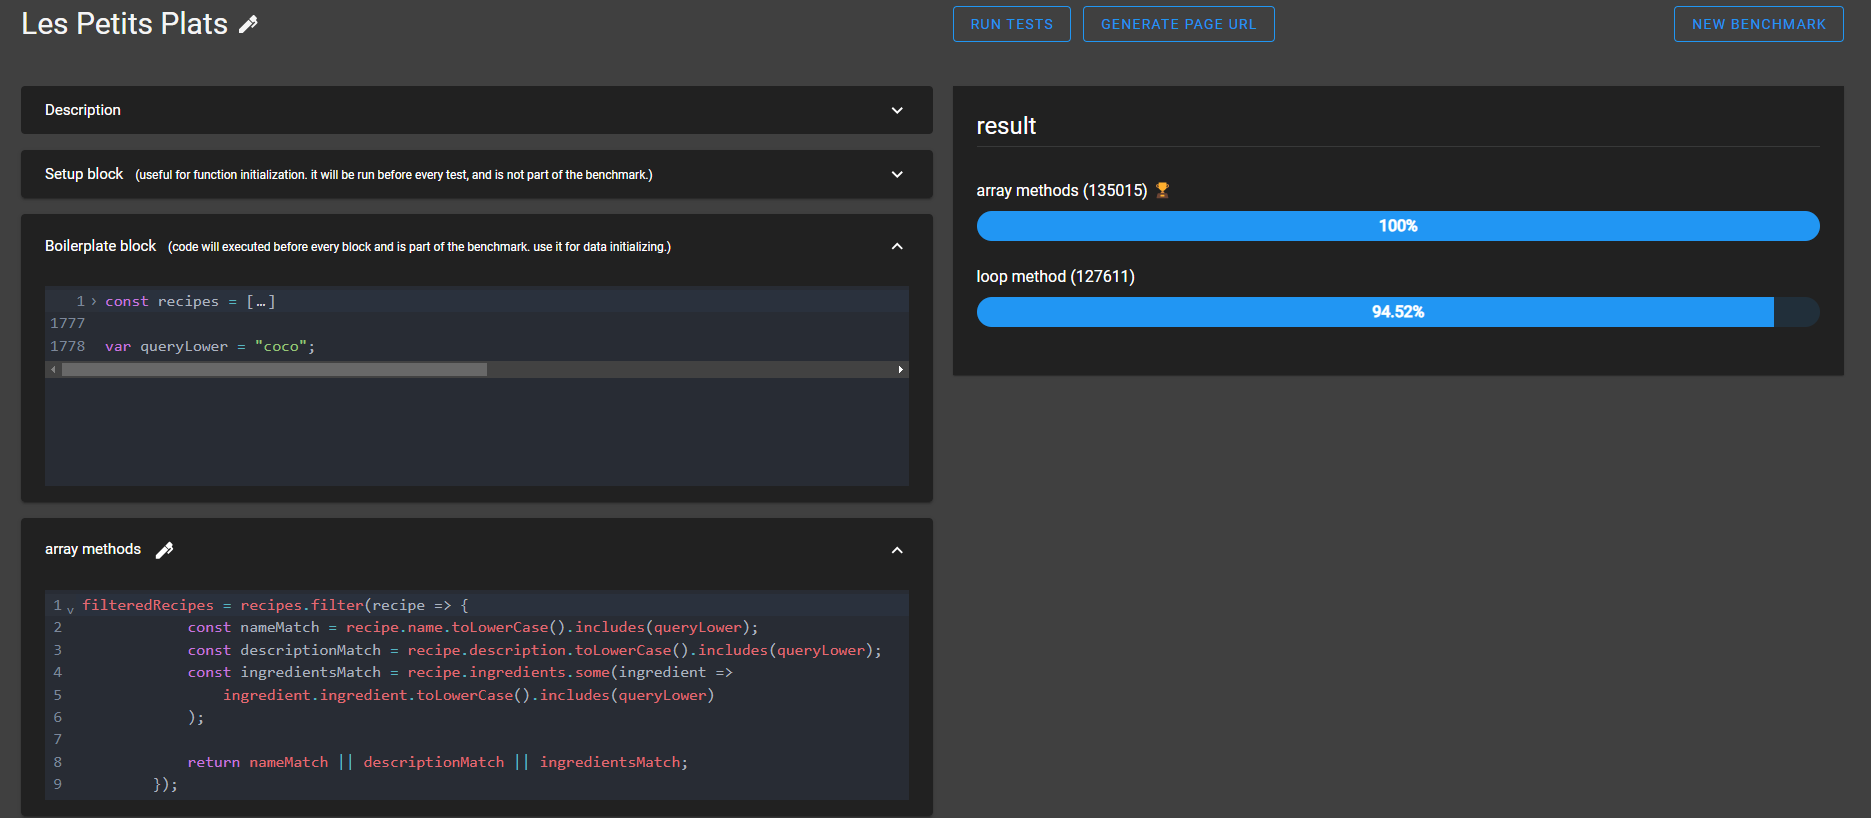 Les Petits Plats
RUN TESTS
GENERATE PAGE URL
NEW BENCHMARK
Description
Setup block (useful for function initialization. it will be run before every test, and is not part of the benchmark.)
Boilerplate block (code will executed before every block and is part of the benchmark. use it for data initializing.)
1 const recipes = […]
1777
1778 var queryLower = "coco";
array methods
1 filteredRecipes = recipes.filter(recipe => {
2 const nameMatch = recipe.name.toLowerCase().includes(queryLower);
3 const descriptionMatch = recipe.description.toLowerCase().includes(queryLower);
4 const ingredientsMatch = recipe.ingredients.some(ingredient =>
5 ingredient.ingredient.toLowerCase().includes(queryLower)
6 );
7
8 return nameMatch || descriptionMatch || ingredientsMatch;
9 });
result
array methods (135015)
100%
loop method (127611)
94.52%